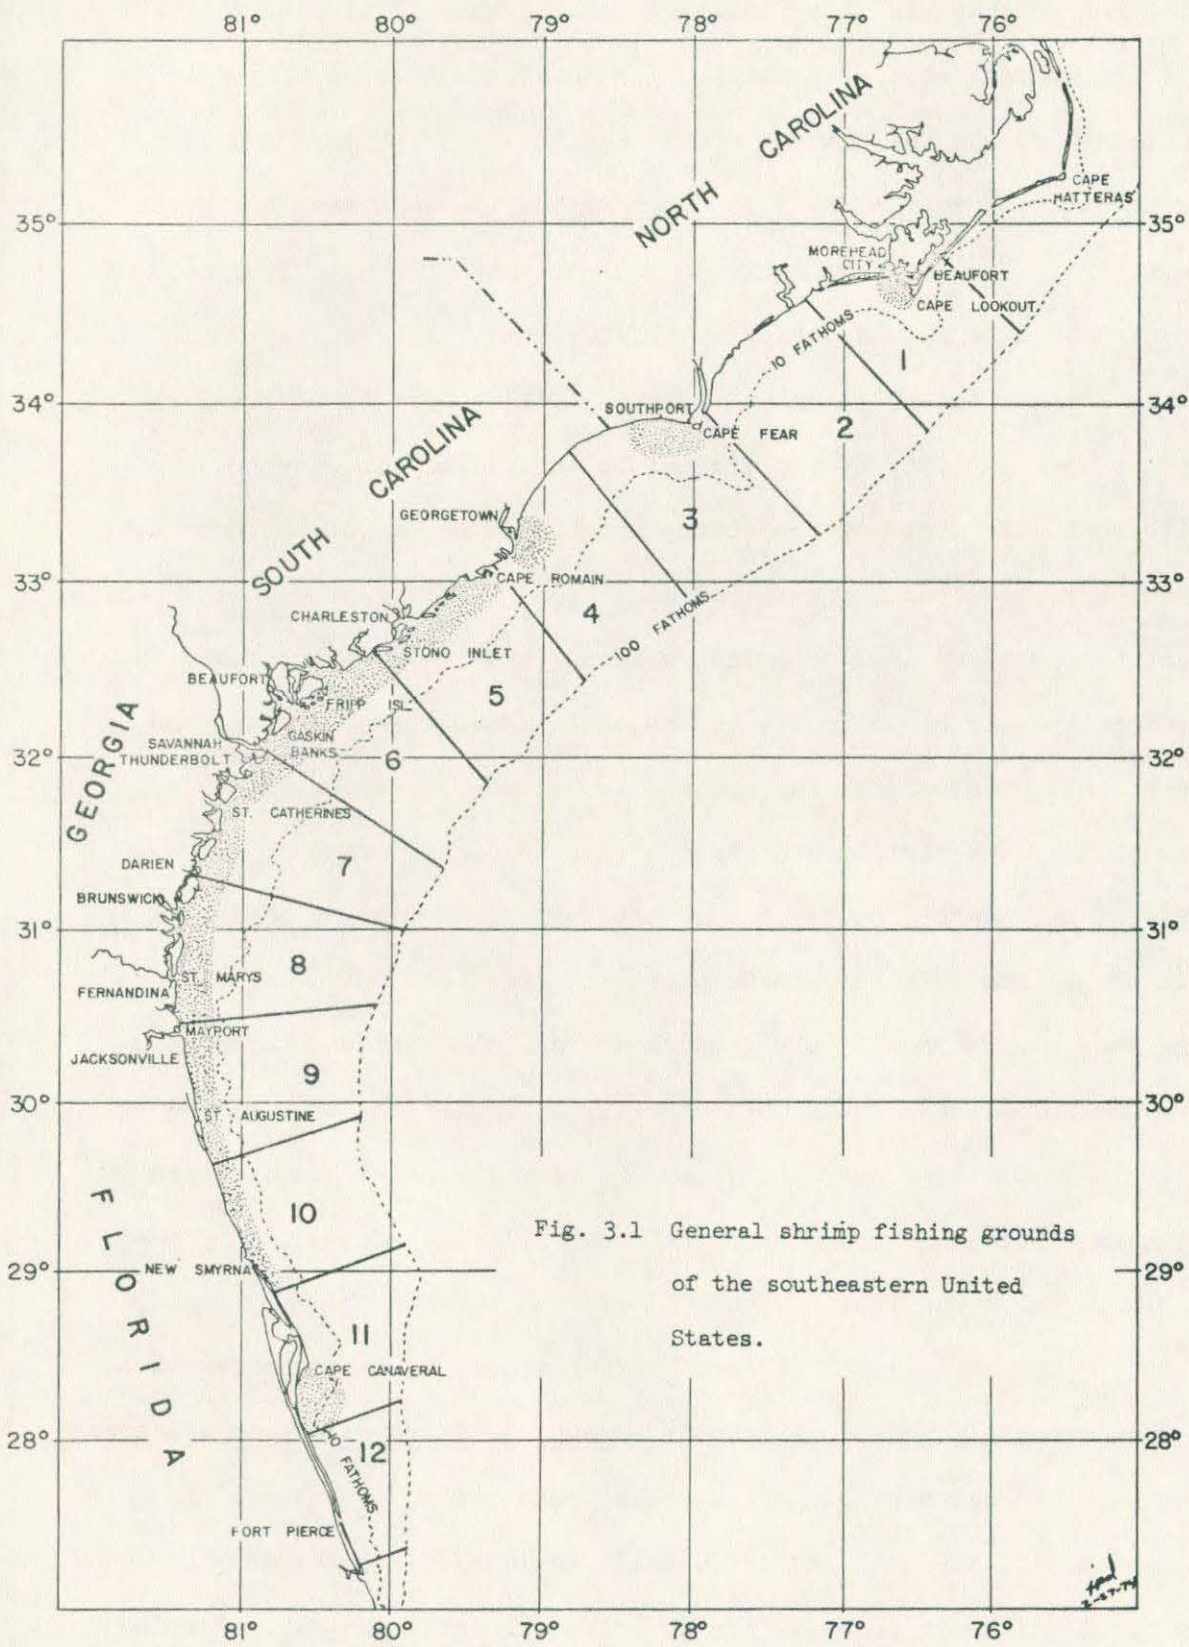 81° 80° 79° 78° 77° 76°
NORTH CAROLINA
CAPE
HATTERAS
35° 35°
MOREHEAD
CITY
BEAUFORT
CAPE LOOKOUT
10 FATHOMS
1
34° 34°
SOUTHPORT
CAPE FEAR
2
SOUTH CAROLINA
GEORGETOWN
3
33° 33°
CAPE ROMAIN
4
100 FATHOMS
CHARLESTON
STONO INLET
5
BEAUFORT
FRIPP ISL.
GASKIN
BANKS
SAVANNAH
THUNDERBOLT
32° 32°
6
GEORGIA
ST. CATHERINES
DARIEN
7
BRUNSWICK
31° 31°
8
ST. MARYS
FERNANDINA
MAYPORT
JACKSONVILLE
9
30° 30°
ST. AUGUSTINE
10
FLORIDA
NEW SMYRNA
29° 29°
Fig. 3.1 General shrimp fishing grounds
of the southeastern United
States.
11
CAPE CANAVERAL
28° 28°
12
10 FATHOMS
FORT PIERCE
81° 80° 79° 78° 77° 76°